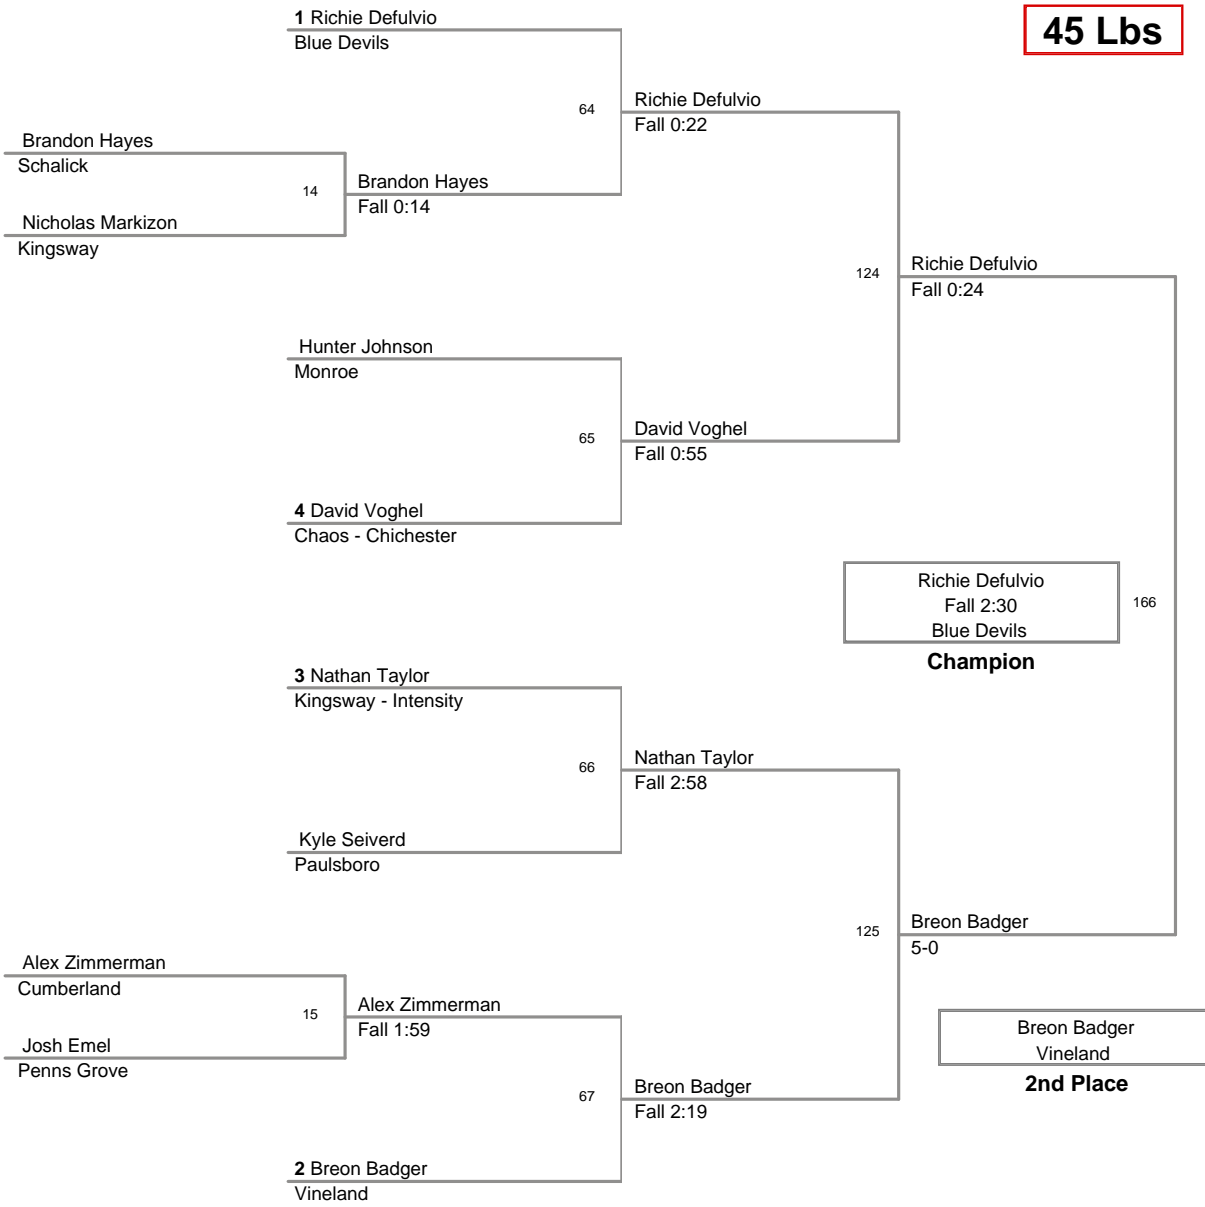 1 Richie Defulvio
Blue Devils
45 Lbs
64
Richie Defulvio
Fall 0:22
Brandon Hayes
Schalick
14
Brandon Hayes
Fall 0:14
Nicholas Markizon
Kingsway
124
Richie Defulvio
Fall 0:24
Hunter Johnson
Monroe
65
David Voghel
Fall 0:55
4 David Voghel
Chaos - Chichester
Richie Defulvio
Fall 2:30
Blue Devils
166
Champion
3 Nathan Taylor
Kingsway - Intensity
66
Nathan Taylor
Fall 2:58
Kyle Seiverd
Paulsboro
125
Breon Badger
5-0
Alex Zimmerman
Cumberland
15
Alex Zimmerman
Fall 1:59
Josh Emel
Penns Grove
Breon Badger
Vineland
2nd Place
67
Breon Badger
Fall 2:19
2 Breon Badger
Vineland